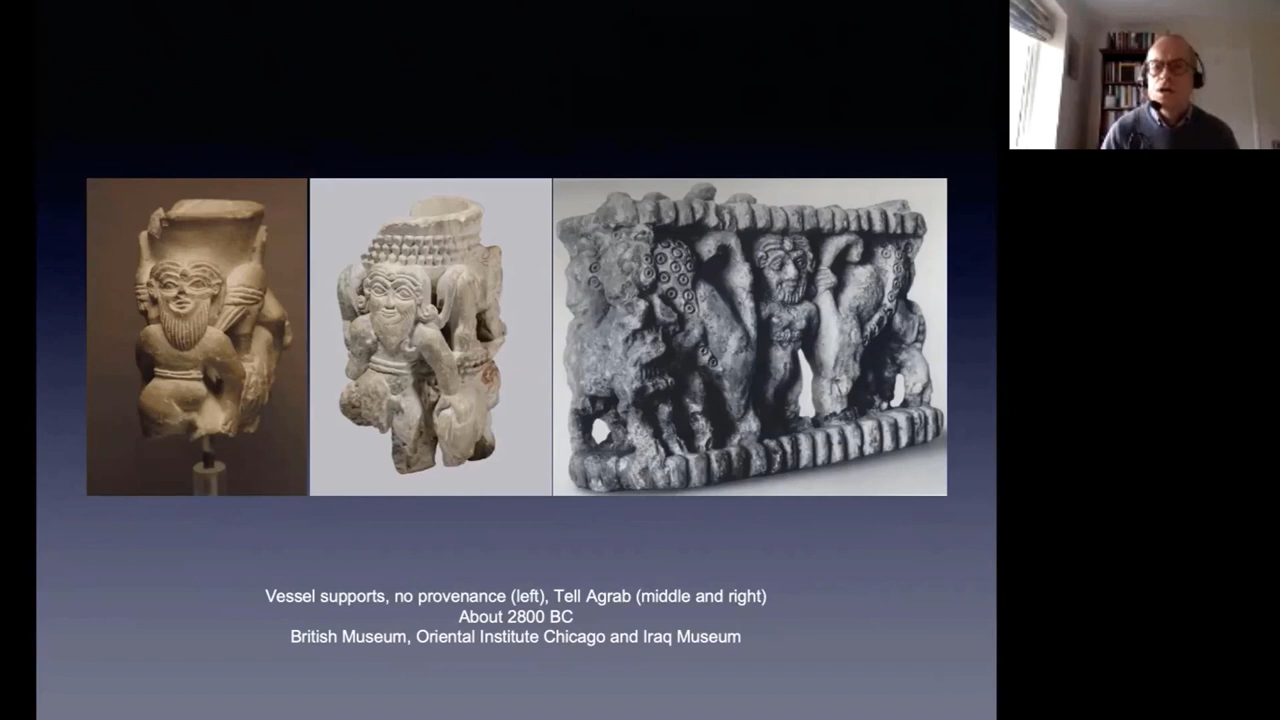 Vessel supports, no provenance (left), Tell Agrab (middle and right)
About 2800 BC
British Museum, Oriental Institute Chicago and Iraq Museum